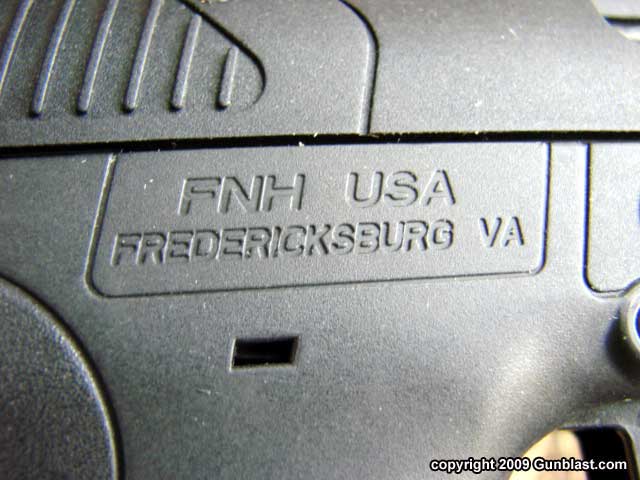 FNH USA
FREDERICKSBURG VA
copyright 2009 Gunblast.com